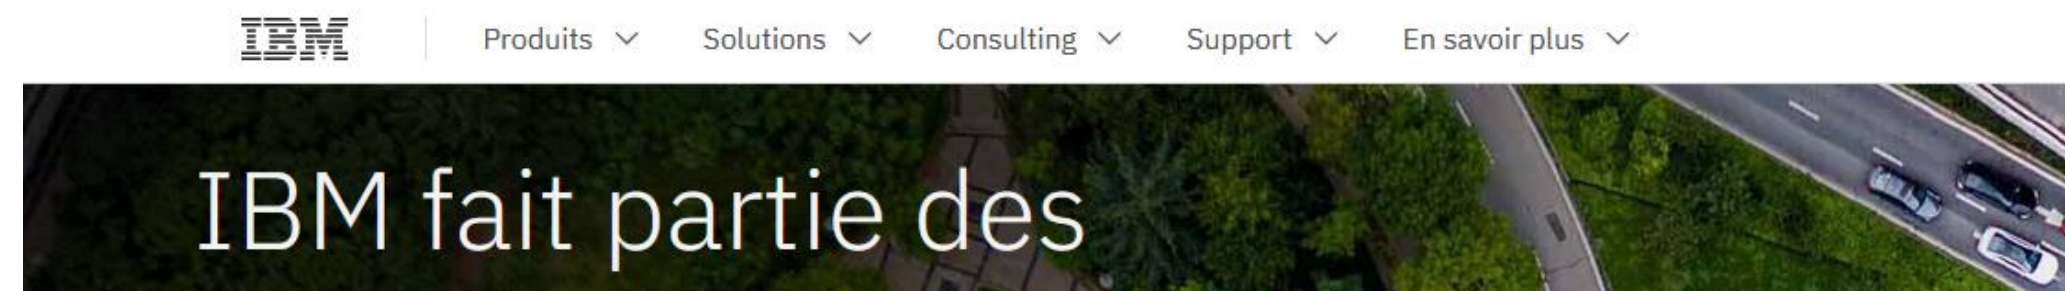 IBM Produits Solutions Consulting Support En savoir plus
IBM fait partie des